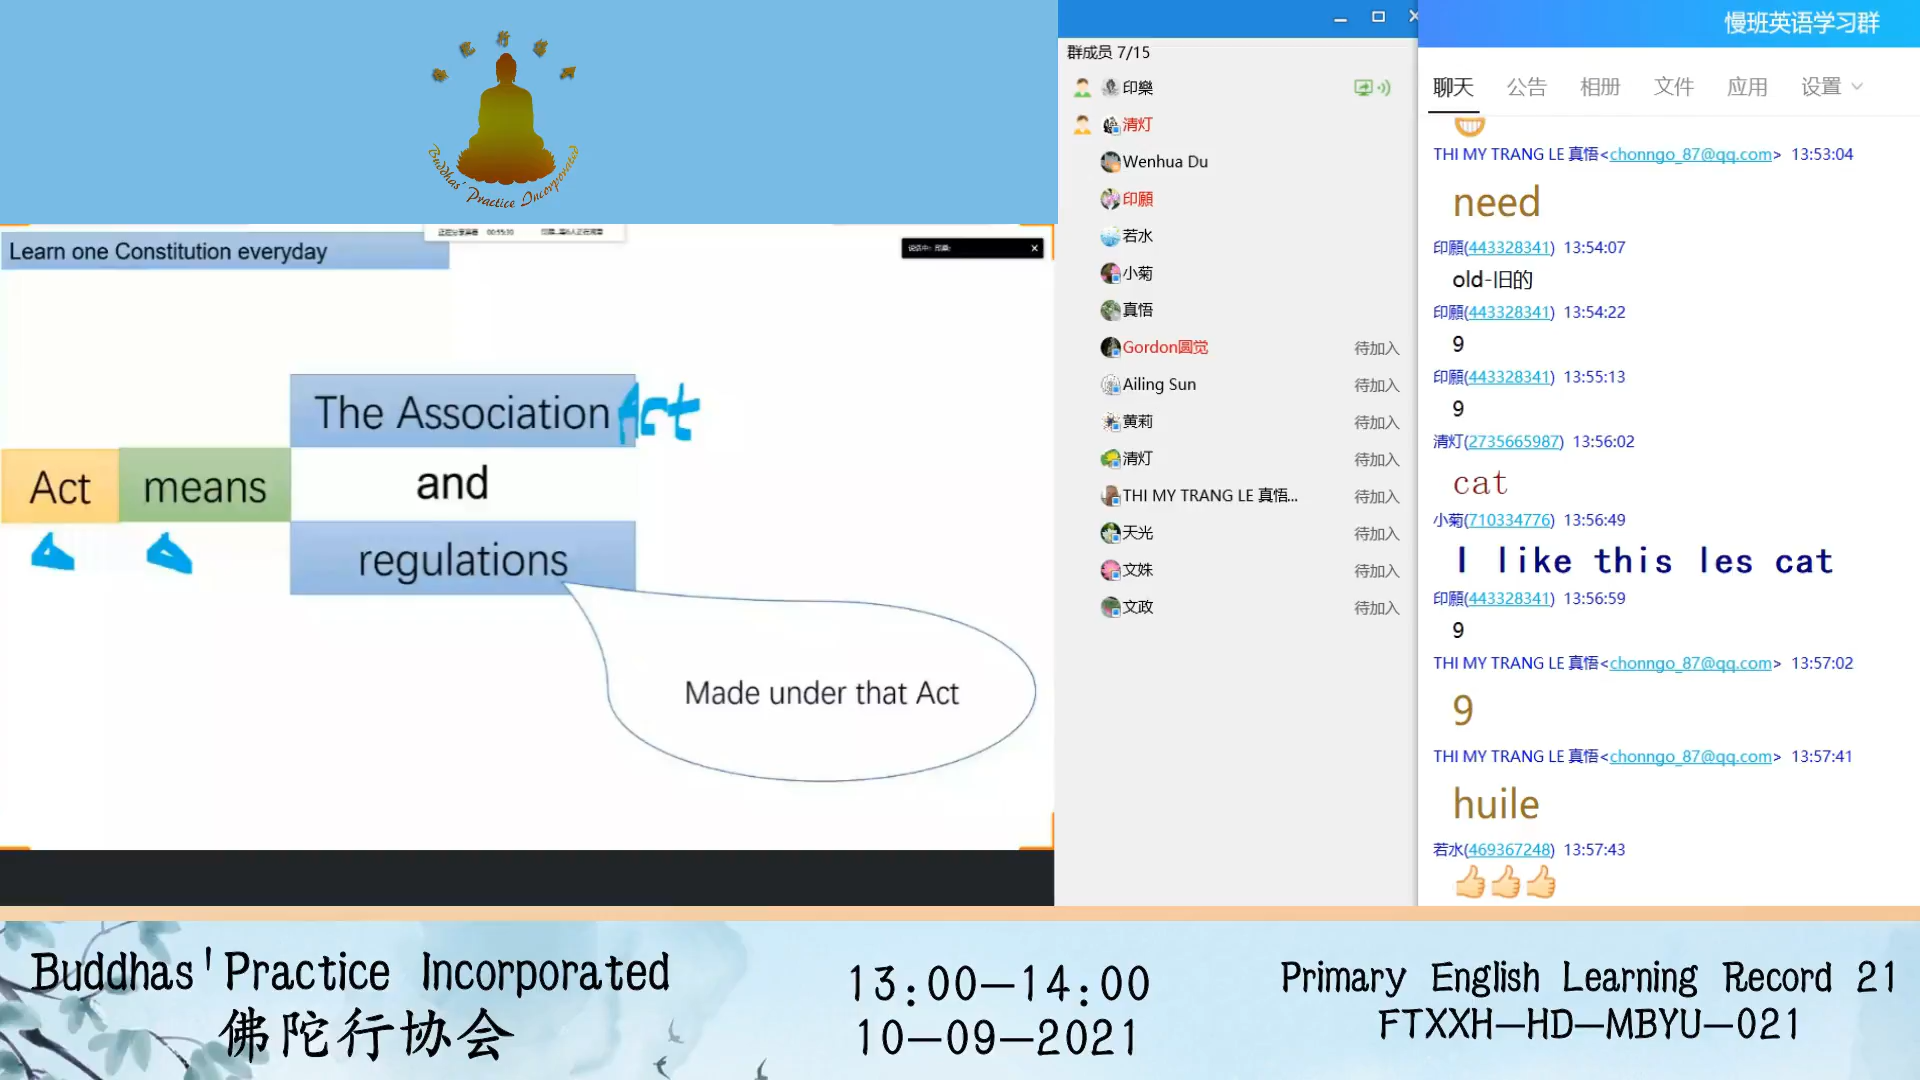 佛陀行协会
Buddhas' Practice Incorporated
Learn one Constitution everyday
The Association Act
Act means
and
regulations
Made under that Act
群成员 7/15
印樂
清灯
Wenhua Du
印願
若水
小菊
真悟
Gordon圆觉 待加入
Ailing Sun 待加入
黄莉 待加入
清灯 待加入
THI MY TRANG LE 真悟... 待加入
天光 待加入
文姝 待加入
文政 待加入
慢班英语学习群
聊天 公告 相册 文件 应用 设置
THI MY TRANG LE 真悟<chonngo_87@qq.com> 13:53:04
need
印願(443328341) 13:54:07
old-旧的
印願(443328341) 13:54:22
9
印願(443328341) 13:55:13
9
清灯(2735665987) 13:56:02
cat
小菊(710334776) 13:56:49
I like this les cat
印願(443328341) 13:56:59
9
THI MY TRANG LE 真悟<chonngo_87@qq.com> 13:57:02
9
THI MY TRANG LE 真悟<chonngo_87@qq.com> 13:57:41
huile
若水(469367248) 13:57:43
Buddhas'Practice Incorporated
佛陀行协会
13:00—14:00
10—09—2021
Primary English Learning Record 21
FTXXH—HD—MBYU—021